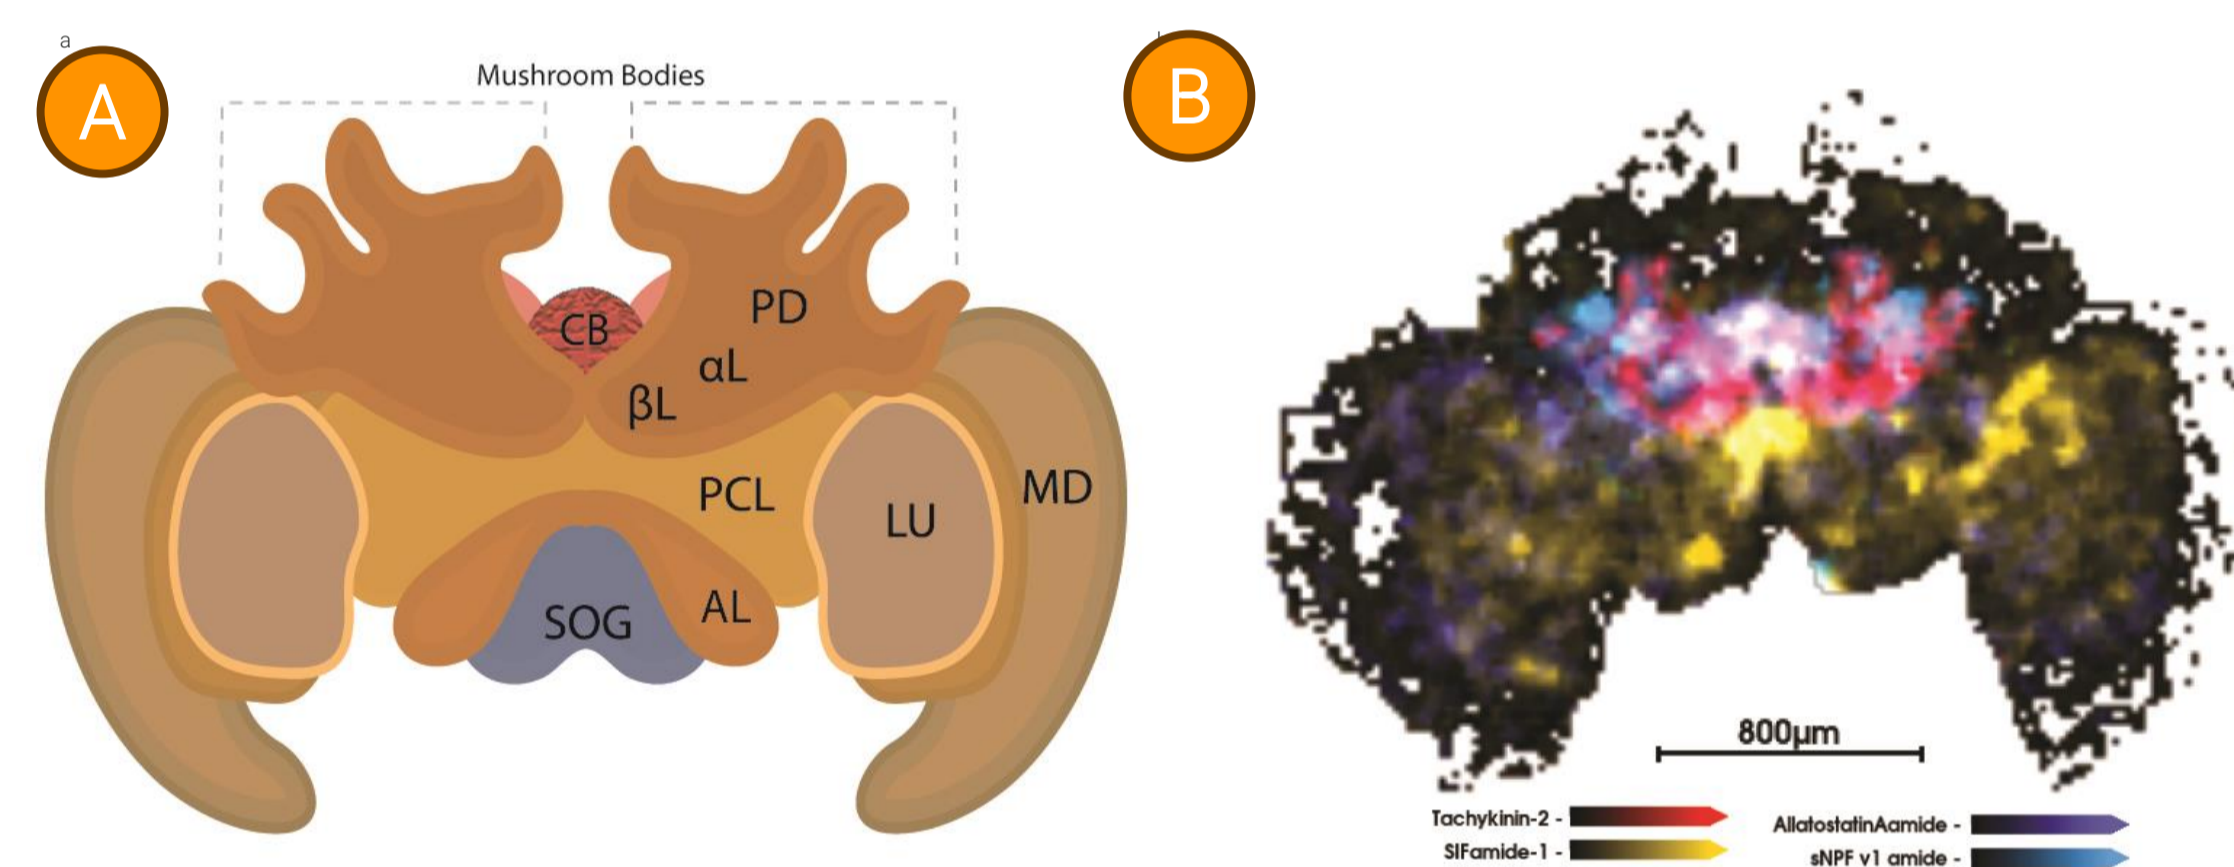 a
A
Mushroom Bodies
CB
PD
αL
βL
PCL
LU
MD
SOG
AL
B
800µm
Tachykinin-2 -
SIFamide-1 -
AllatostatinAamide -
sNPF v1 amide -